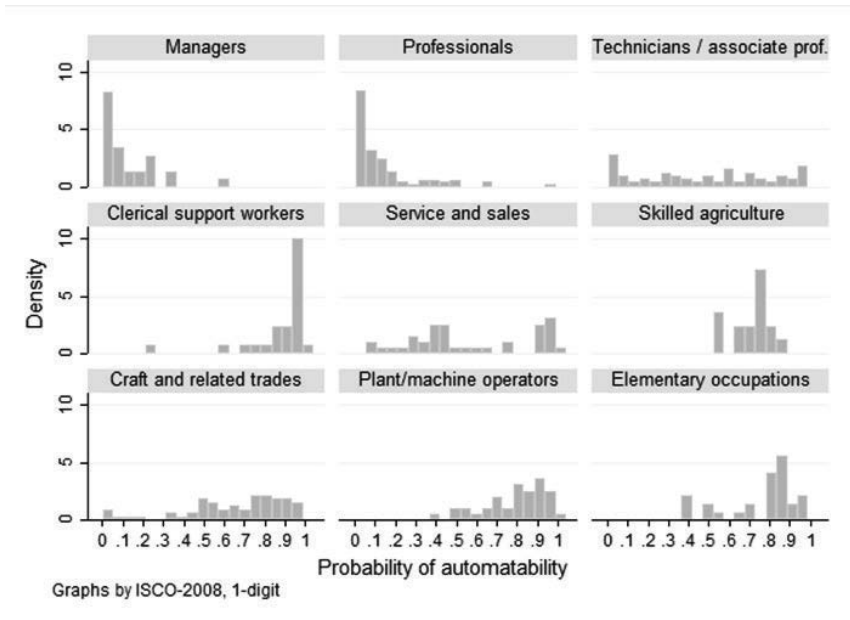 Managers
Professionals
Technicians / associate prof.
10
5
0
Clerical support workers
Service and sales
Skilled agriculture
10
5
0
Density
Craft and related trades
Plant/machine operators
Elementary occupations
10
5
0
0 .1 .2 .3 .4 .5 .6 .7 .8 .9 1
0 .1 .2 .3 .4 .5 .6 .7 .8 .9 1
0 .1 .2 .3 .4 .5 .6 .7 .8 .9 1
Probability of automatability
Graphs by ISCO-2008, 1-digit